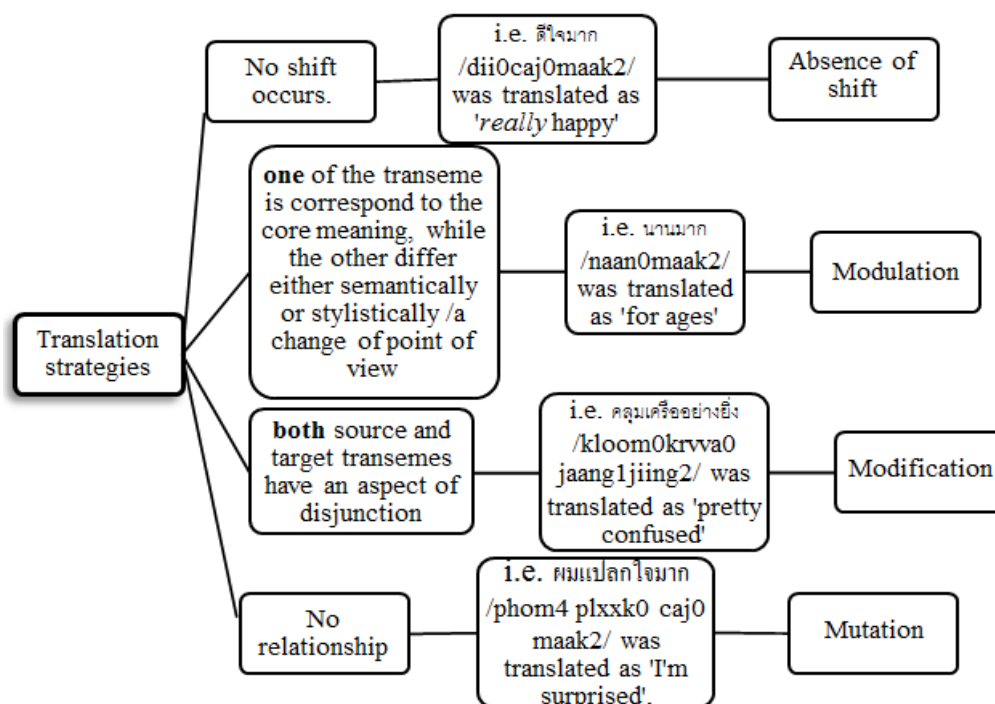 Translation
strategies
No shift
occurs.
i.e. ดีใจมาก
/dii0caj0maak2/
was translated as
'really happy'
Absence of
shift
one of the transeme
is correspond to the
core meaning, while
the other differ
either semantically
or stylistically /a
change of point of
view
i.e. นานมาก
/naan0maak2/
was translated
as 'for ages'
Modulation
both source and
target transemes
have an aspect of
disjunction
i.e. คลุมเครืออย่างยิ่ง
/kloom0krvva0
jaang1jiing2/ was
translated as 'pretty
confused'
Modification
No
relationship
i.e. ผมแปลกใจมาก
/phom4 plxxk0 caj0
maak2/ was
translated as 'I'm
surprised'.
Mutation